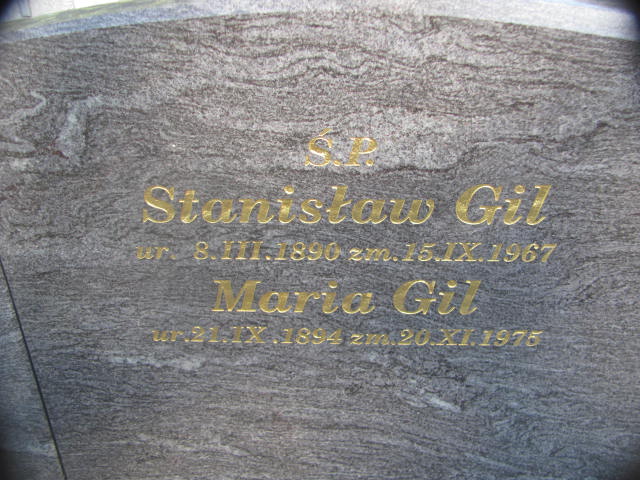 Ś.P.
Stanisław Gil
ur. 8.III.1890 zm.15.IX.1967
Maria Gil
ur.21.IX.1894 zm.20.XI.1975